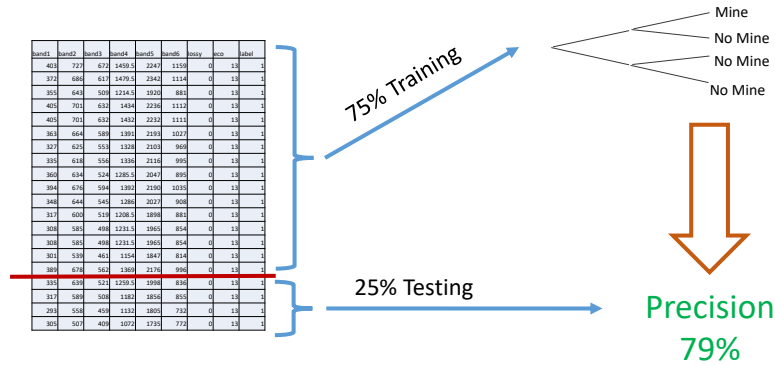 band1 band2 band3 band4 band5 band6 lossy eco label
403 727 672 1459.5 2247 1159 0 13 1
372 686 617 1479.5 2342 1114 0 13 1
355 643 509 1214.5 1920 881 0 13 1
405 701 632 1434 2236 1112 0 13 1
405 701 632 1432 2232 1111 0 13 1
363 664 589 1391 2193 1027 0 13 1
327 625 553 1328 2103 969 0 13 1
335 618 556 1336 2116 995 0 13 1
360 634 524 1285.5 2047 895 0 13 1
394 676 594 1392 2190 1035 0 13 1
348 644 545 1286 2027 908 0 13 1
317 600 519 1208.5 1898 881 0 13 1
308 585 498 1231.5 1965 854 0 13 1
308 585 498 1231.5 1965 854 0 13 1
301 539 461 1154 1847 814 0 13 1
389 678 562 1369 2176 996 0 13 1
335 639 521 1259.5 1998 836 0 13 1
317 589 508 1182 1856 855 0 13 1
293 558 459 1132 1805 732 0 13 1
305 507 409 1072 1735 772 0 13 1
75% Training
25% Testing
Mine
No Mine
No Mine
No Mine
Precision
79%